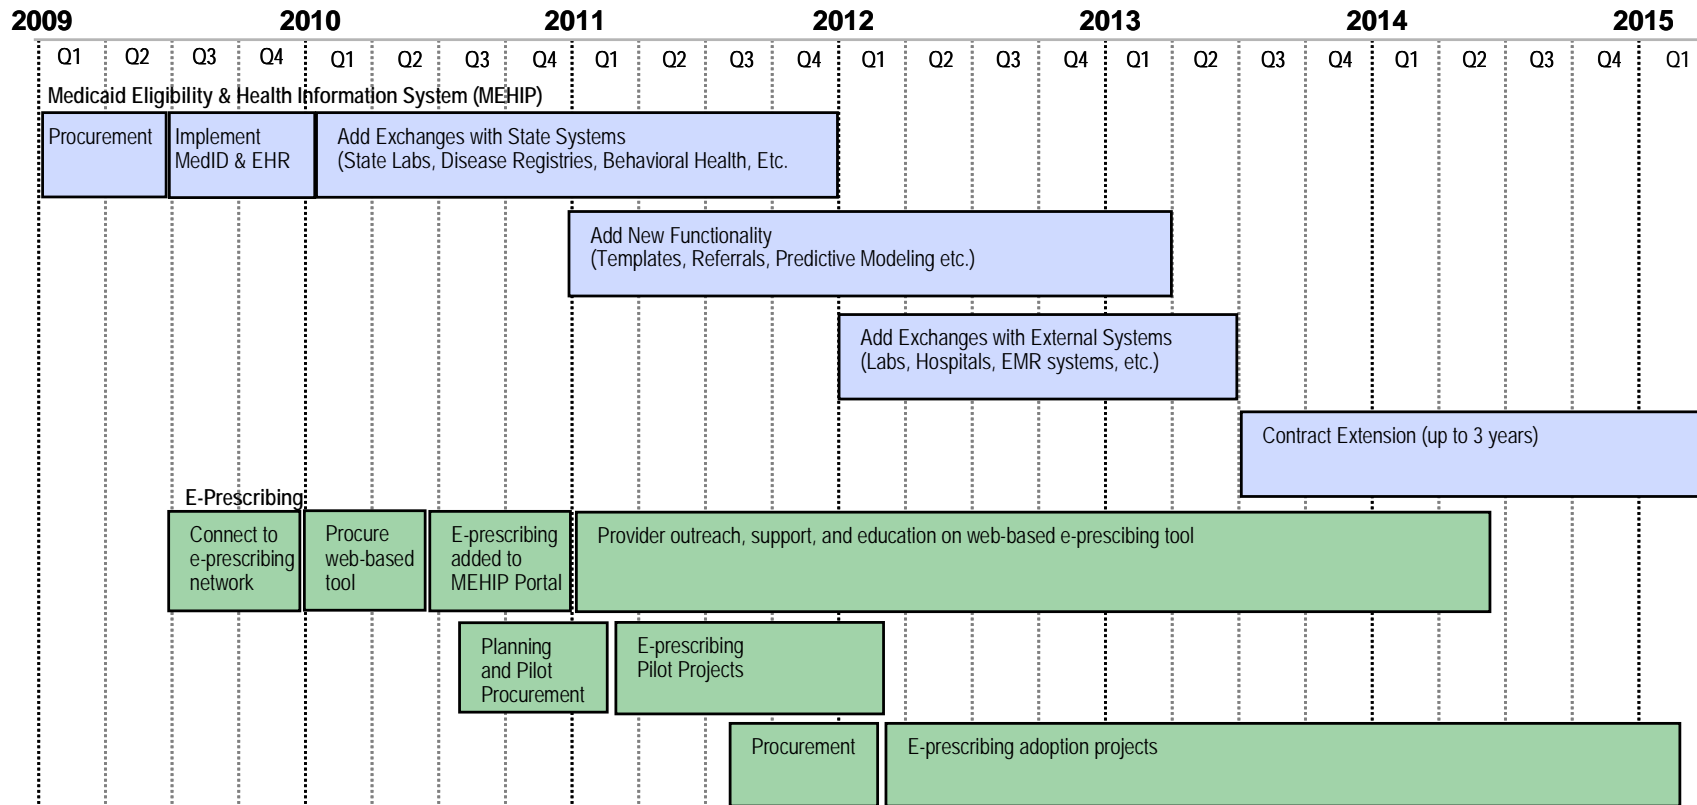 2009 2010 2011 2012 2013 2014 2015
Q1 Q2 Q3 Q4 Q1 Q2 Q3 Q4 Q1 Q2 Q3 Q4 Q1 Q2 Q3 Q4 Q1 Q2 Q3 Q4 Q1 Q2 Q3 Q4 Q1
Medicaid Eligibility & Health Information System (MEHIP)
Procurement
Implement
MedID & EHR
Add Exchanges with State Systems
(State Labs, Disease Registries, Behavioral Health, Etc.
Add New Functionality
(Templates, Referrals, Predictive Modeling etc.)
Add Exchanges with External Systems
(Labs, Hospitals, EMR systems, etc.)
Contract Extension (up to 3 years)
E-Prescribing
Connect to
e-prescribing
network
Procure
web-based
tool
E-prescribing
added to
MEHIP Portal
Provider outreach, support, and education on web-based e-prescibing tool
Planning
and Pilot
Procurement
E-prescribing
Pilot Projects
Procurement
E-prescribing adoption projects